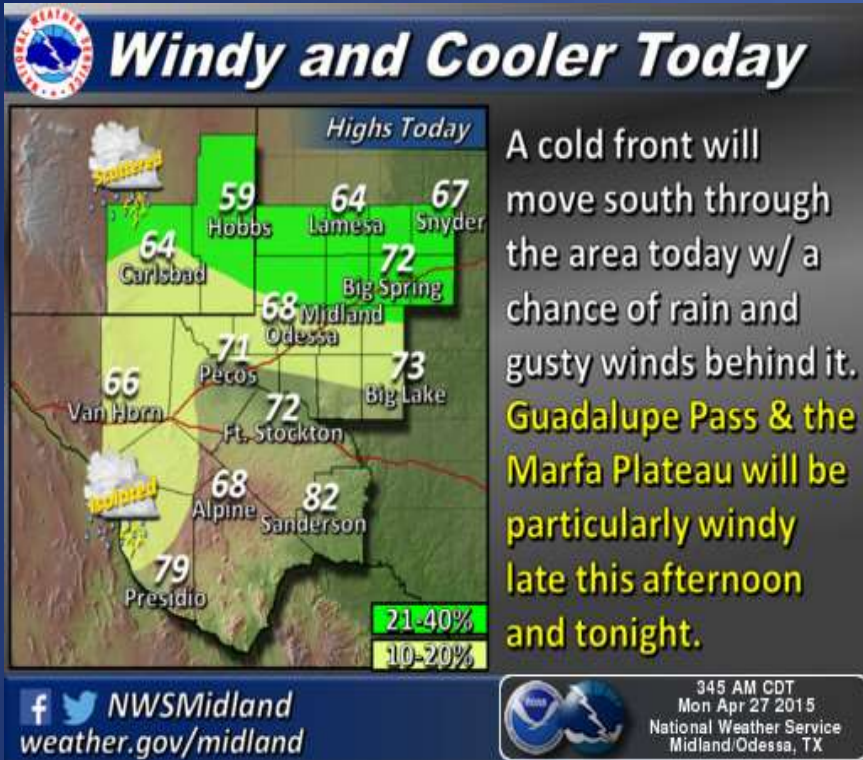 NATIONAL WEATHER SERVICE
Windy and Cooler Today
Highs Today
Scattered
59
Hobbs
64
Lamesa
67
Snyder
64
Carlsbad
72
Big Spring
68 Midland
Odessa
71
Pecos
73
Big Lake
66
Van Horn
72
Ft. Stockton
Isolated
68
Alpine
82
Sanderson
79
Presidio
21-40%
10-20%
A cold front will
move south through
the area today w/ a
chance of rain and
gusty winds behind it.
Guadalupe Pass & the
Marfa Plateau will be
particularly windy
late this afternoon
and tonight.
NWSMidland
weather.gov/midland
noaa
345 AM CDT
Mon Apr 27 2015
National Weather Service
Midland/Odessa, TX